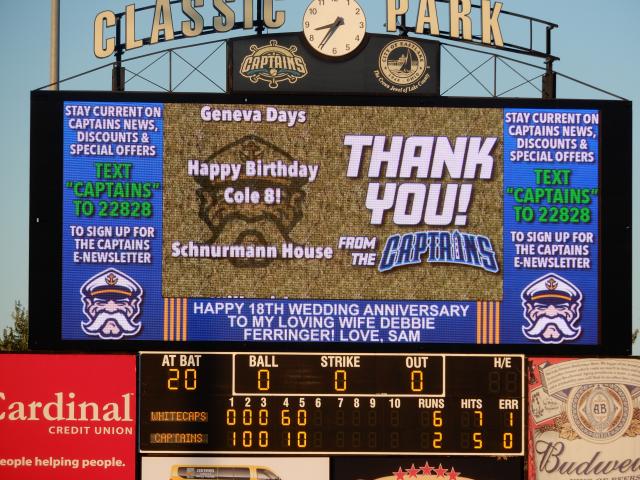 CLASSIC PARK
CAPTAINS
STAY CURRENT ON
CAPTAINS NEWS,
DISCOUNTS &
SPECIAL OFFERS
TEXT
"CAPTAINS"
TO 22828
TO SIGN UP FOR
THE CAPTAINS
E-NEWSLETTER
Geneva Days
Happy Birthday
Cole 8!
Schnurmann House
THANK
YOU!
FROM
THE CAPTAINS
STAY CURRENT ON
CAPTAINS NEWS,
DISCOUNTS &
SPECIAL OFFERS
TEXT
"CAPTAINS"
TO 22828
TO SIGN UP FOR
THE CAPTAINS
E-NEWSLETTER
HAPPY 18TH WEDDING ANNIVERSARY
TO MY LOVING WIFE DEBBIE
FERRINGER! LOVE, SAM
AT BAT BALL STRIKE OUT H/E
20 0 0 0
1 2 3 4 5 6 7 8 9 10 RUNS HITS ERR
WHITECAPS 0 0 0 6 0 6 7 1
CAPTAINS 1 0 0 1 0 2 5 0
Cardinal
CREDIT UNION
people helping people.
AB
Budwe